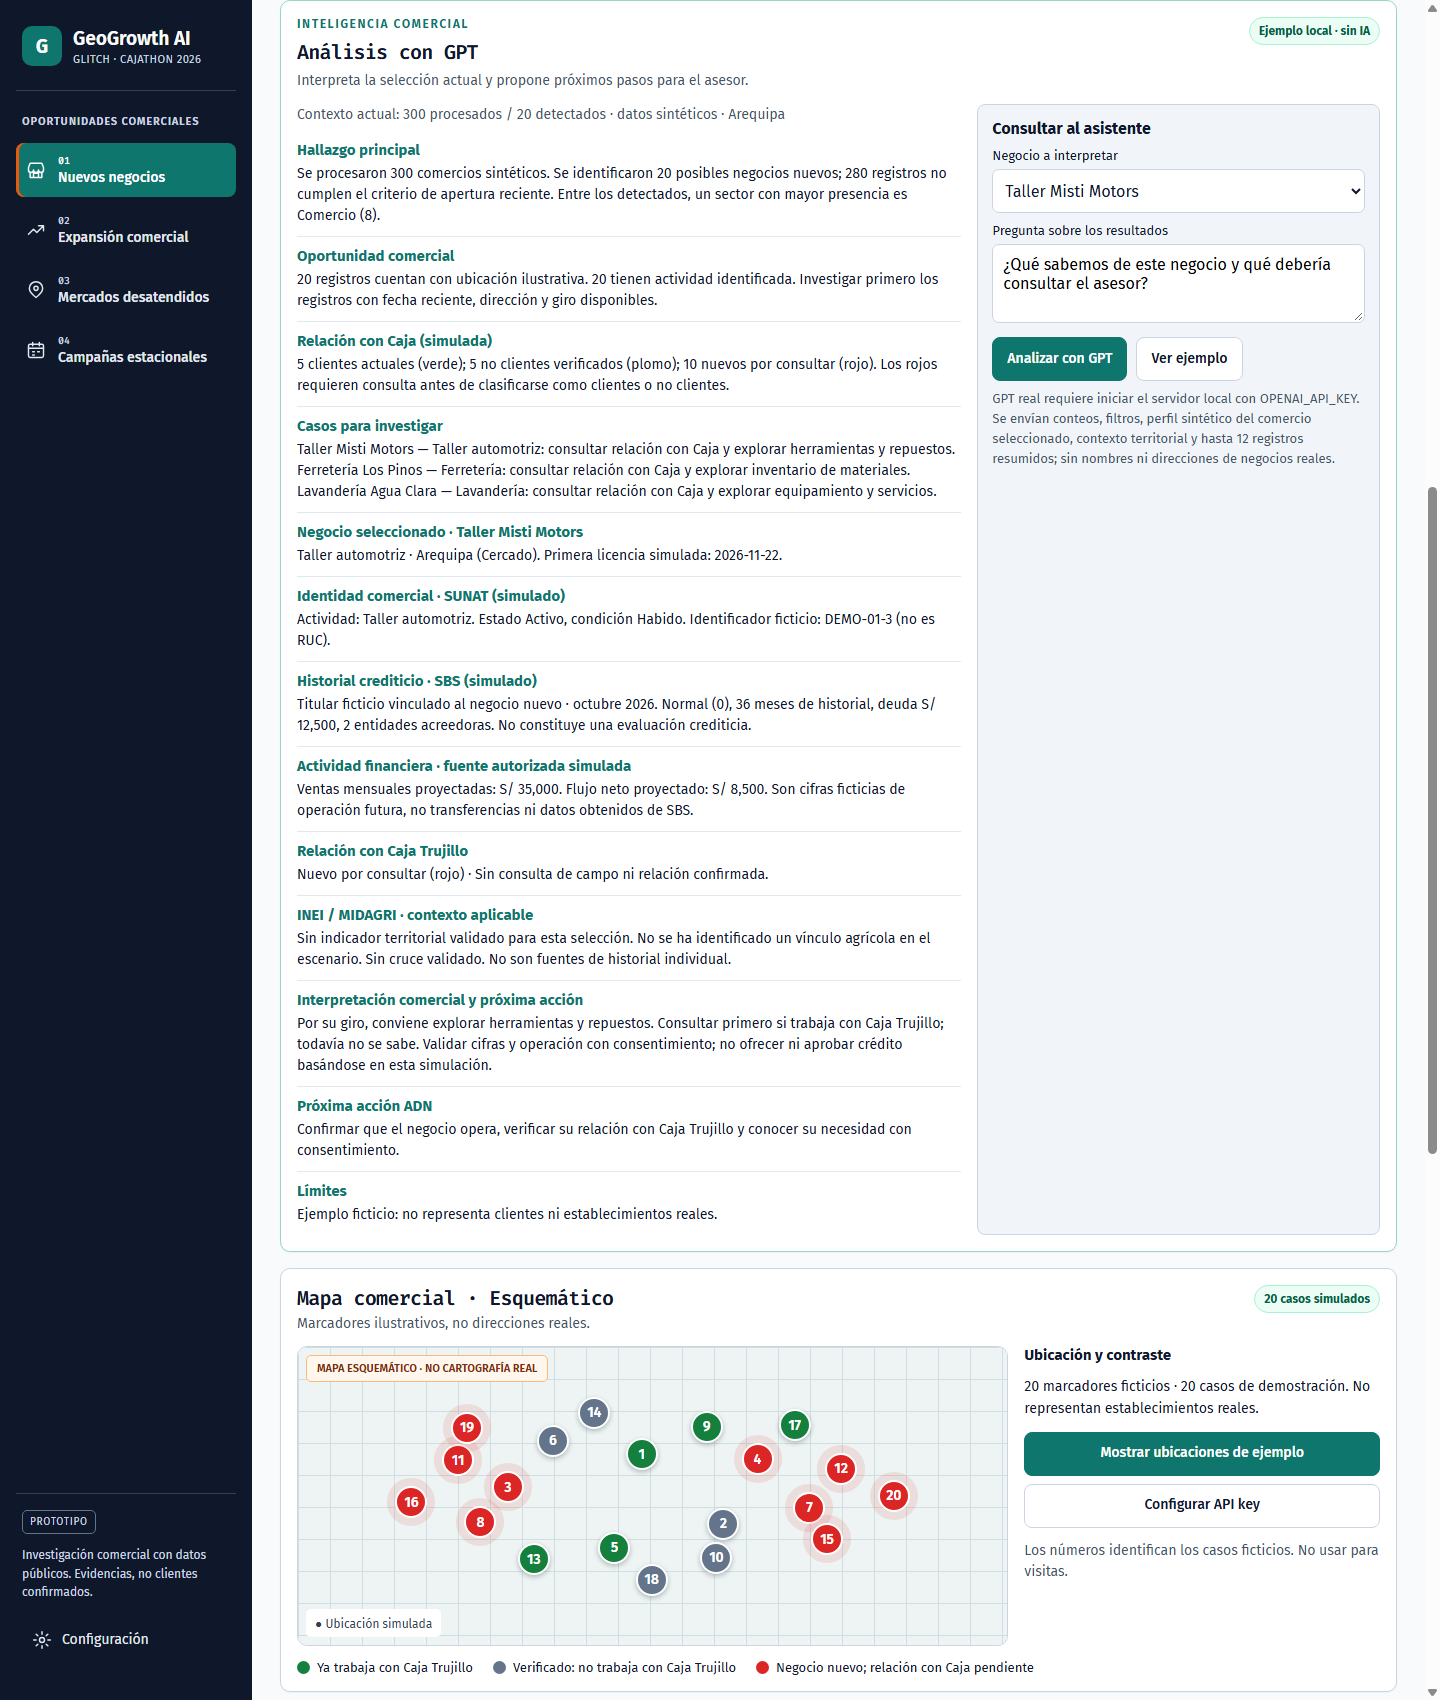 G
GeoGrowth AI
GLITCH · CAJATHON 2026
OPORTUNIDADES COMERCIALES
01
Nuevos negocios
02
Expansión comercial
03
Mercados desatendidos
04
Campañas estacionales
PROTOTIPO
Investigación comercial con datos
públicos. Evidencias, no clientes
confirmados.
Configuración
INTELIGENCIA COMERCIAL
Análisis con GPT
Interpreta la selección actual y propone próximos pasos para el asesor.
Ejemplo local · sin IA
Contexto actual: 300 procesados / 20 detectados · datos sintéticos · Arequipa
Hallazgo principal
Se procesaron 300 comercios sintéticos. Se identificaron 20 posibles negocios nuevos; 280 registros no
cumplen el criterio de apertura reciente. Entre los detectados, un sector con mayor presencia es
Comercio (8).
Oportunidad comercial
20 registros cuentan con ubicación ilustrativa. 20 tienen actividad identificada. Investigar primero los
registros con fecha reciente, dirección y giro disponibles.
Relación con Caja (simulada)
5 clientes actuales (verde); 5 no clientes verificados (plomo); 10 nuevos por consultar (rojo). Los rojos
requieren consulta antes de clasificarse como clientes o no clientes.
Casos para investigar
Taller Misti Motors — Taller automotriz: consultar relación con Caja y explorar herramientas y repuestos.
Ferretería Los Pinos — Ferretería: consultar relación con Caja y explorar inventario de materiales.
Lavandería Agua Clara — Lavandería: consultar relación con Caja y explorar equipamiento y servicios.
Negocio seleccionado · Taller Misti Motors
Taller automotriz · Arequipa (Cercado). Primera licencia simulada: 2026-11-22.
Identidad comercial · SUNAT (simulado)
Actividad: Taller automotriz. Estado Activo, condición Habido. Identificador ficticio: DEMO-01-3 (no es
RUC).
Historial crediticio · SBS (simulado)
Titular ficticio vinculado al negocio nuevo · octubre 2026. Normal (0), 36 meses de historial, deuda S/
12,500, 2 entidades acreedoras. No constituye una evaluación crediticia.
Actividad financiera · fuente autorizada simulada
Ventas mensuales proyectadas: S/ 35,000. Flujo neto proyectado: S/ 8,500. Son cifras ficticias de
operación futura, no transferencias ni datos obtenidos de SBS.
Relación con Caja Trujillo
Nuevo por consultar (rojo) · Sin consulta de campo ni relación confirmada.
INEI / MIDAGRI · contexto aplicable
Sin indicador territorial validado para esta selección. No se ha identificado un vínculo agrícola en el
escenario. Sin cruce validado. No son fuentes de historial individual.
Interpretación comercial y próxima acción
Por su giro, conviene explorar herramientas y repuestos. Consultar primero si trabaja con Caja Trujillo;
todavía no se sabe. Validar cifras y operación con consentimiento; no ofrecer ni aprobar crédito
basándose en esta simulación.
Próxima acción ADN
Confirmar que el negocio opera, verificar su relación con Caja Trujillo y conocer su necesidad con
consentimiento.
Límites
Ejemplo ficticio: no representa clientes ni establecimientos reales.
Consultar al asistente
Negocio a interpretar
Taller Misti Motors
Pregunta sobre los resultados
¿Qué sabemos de este negocio y qué debería
consultar el asesor?
Analizar con GPT
Ver ejemplo
GPT real requiere iniciar el servidor local con OPENAI_API_KEY.
Se envían conteos, filtros, perfil sintético del comercio
seleccionado, contexto territorial y hasta 12 registros
resumidos; sin nombres ni direcciones de negocios reales.
Mapa comercial · Esquemático
Marcadores ilustrativos, no direcciones reales.
20 casos simulados
MAPA ESQUEMÁTICO · NO CARTOGRAFÍA REAL
14
19
9
17
6
1
11
4
12
3
20
16
7
8
2
15
5
10
13
18
● Ubicación simulada
Ya trabaja con Caja Trujillo
Verificado: no trabaja con Caja Trujillo
Negocio nuevo; relación con Caja pendiente
Ubicación y contraste
20 marcadores ficticios · 20 casos de demostración. No
representan establecimientos reales.
Mostrar ubicaciones de ejemplo
Configurar API key
Los números identifican los casos ficticios. No usar para
visitas.